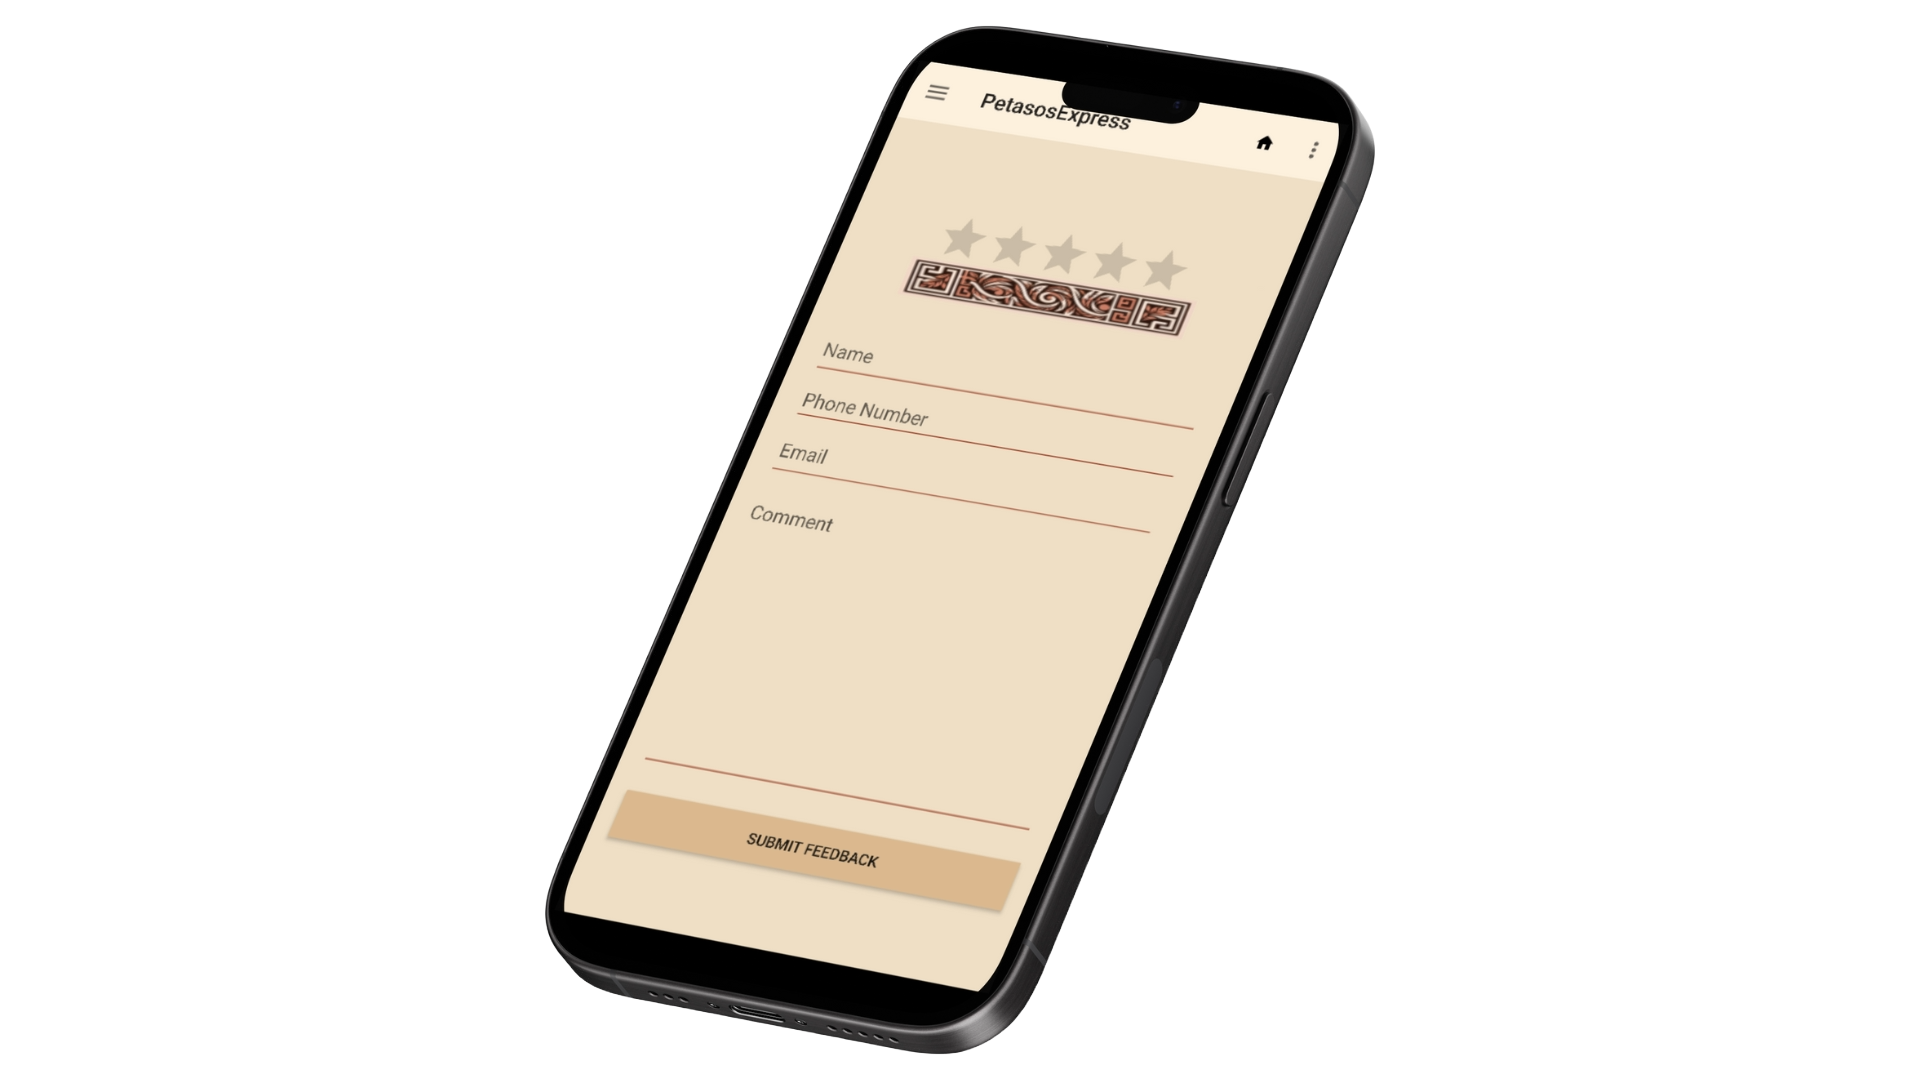 PetasosExpress
Name
Phone Number
Email
Comment
SUBMIT FEEDBACK